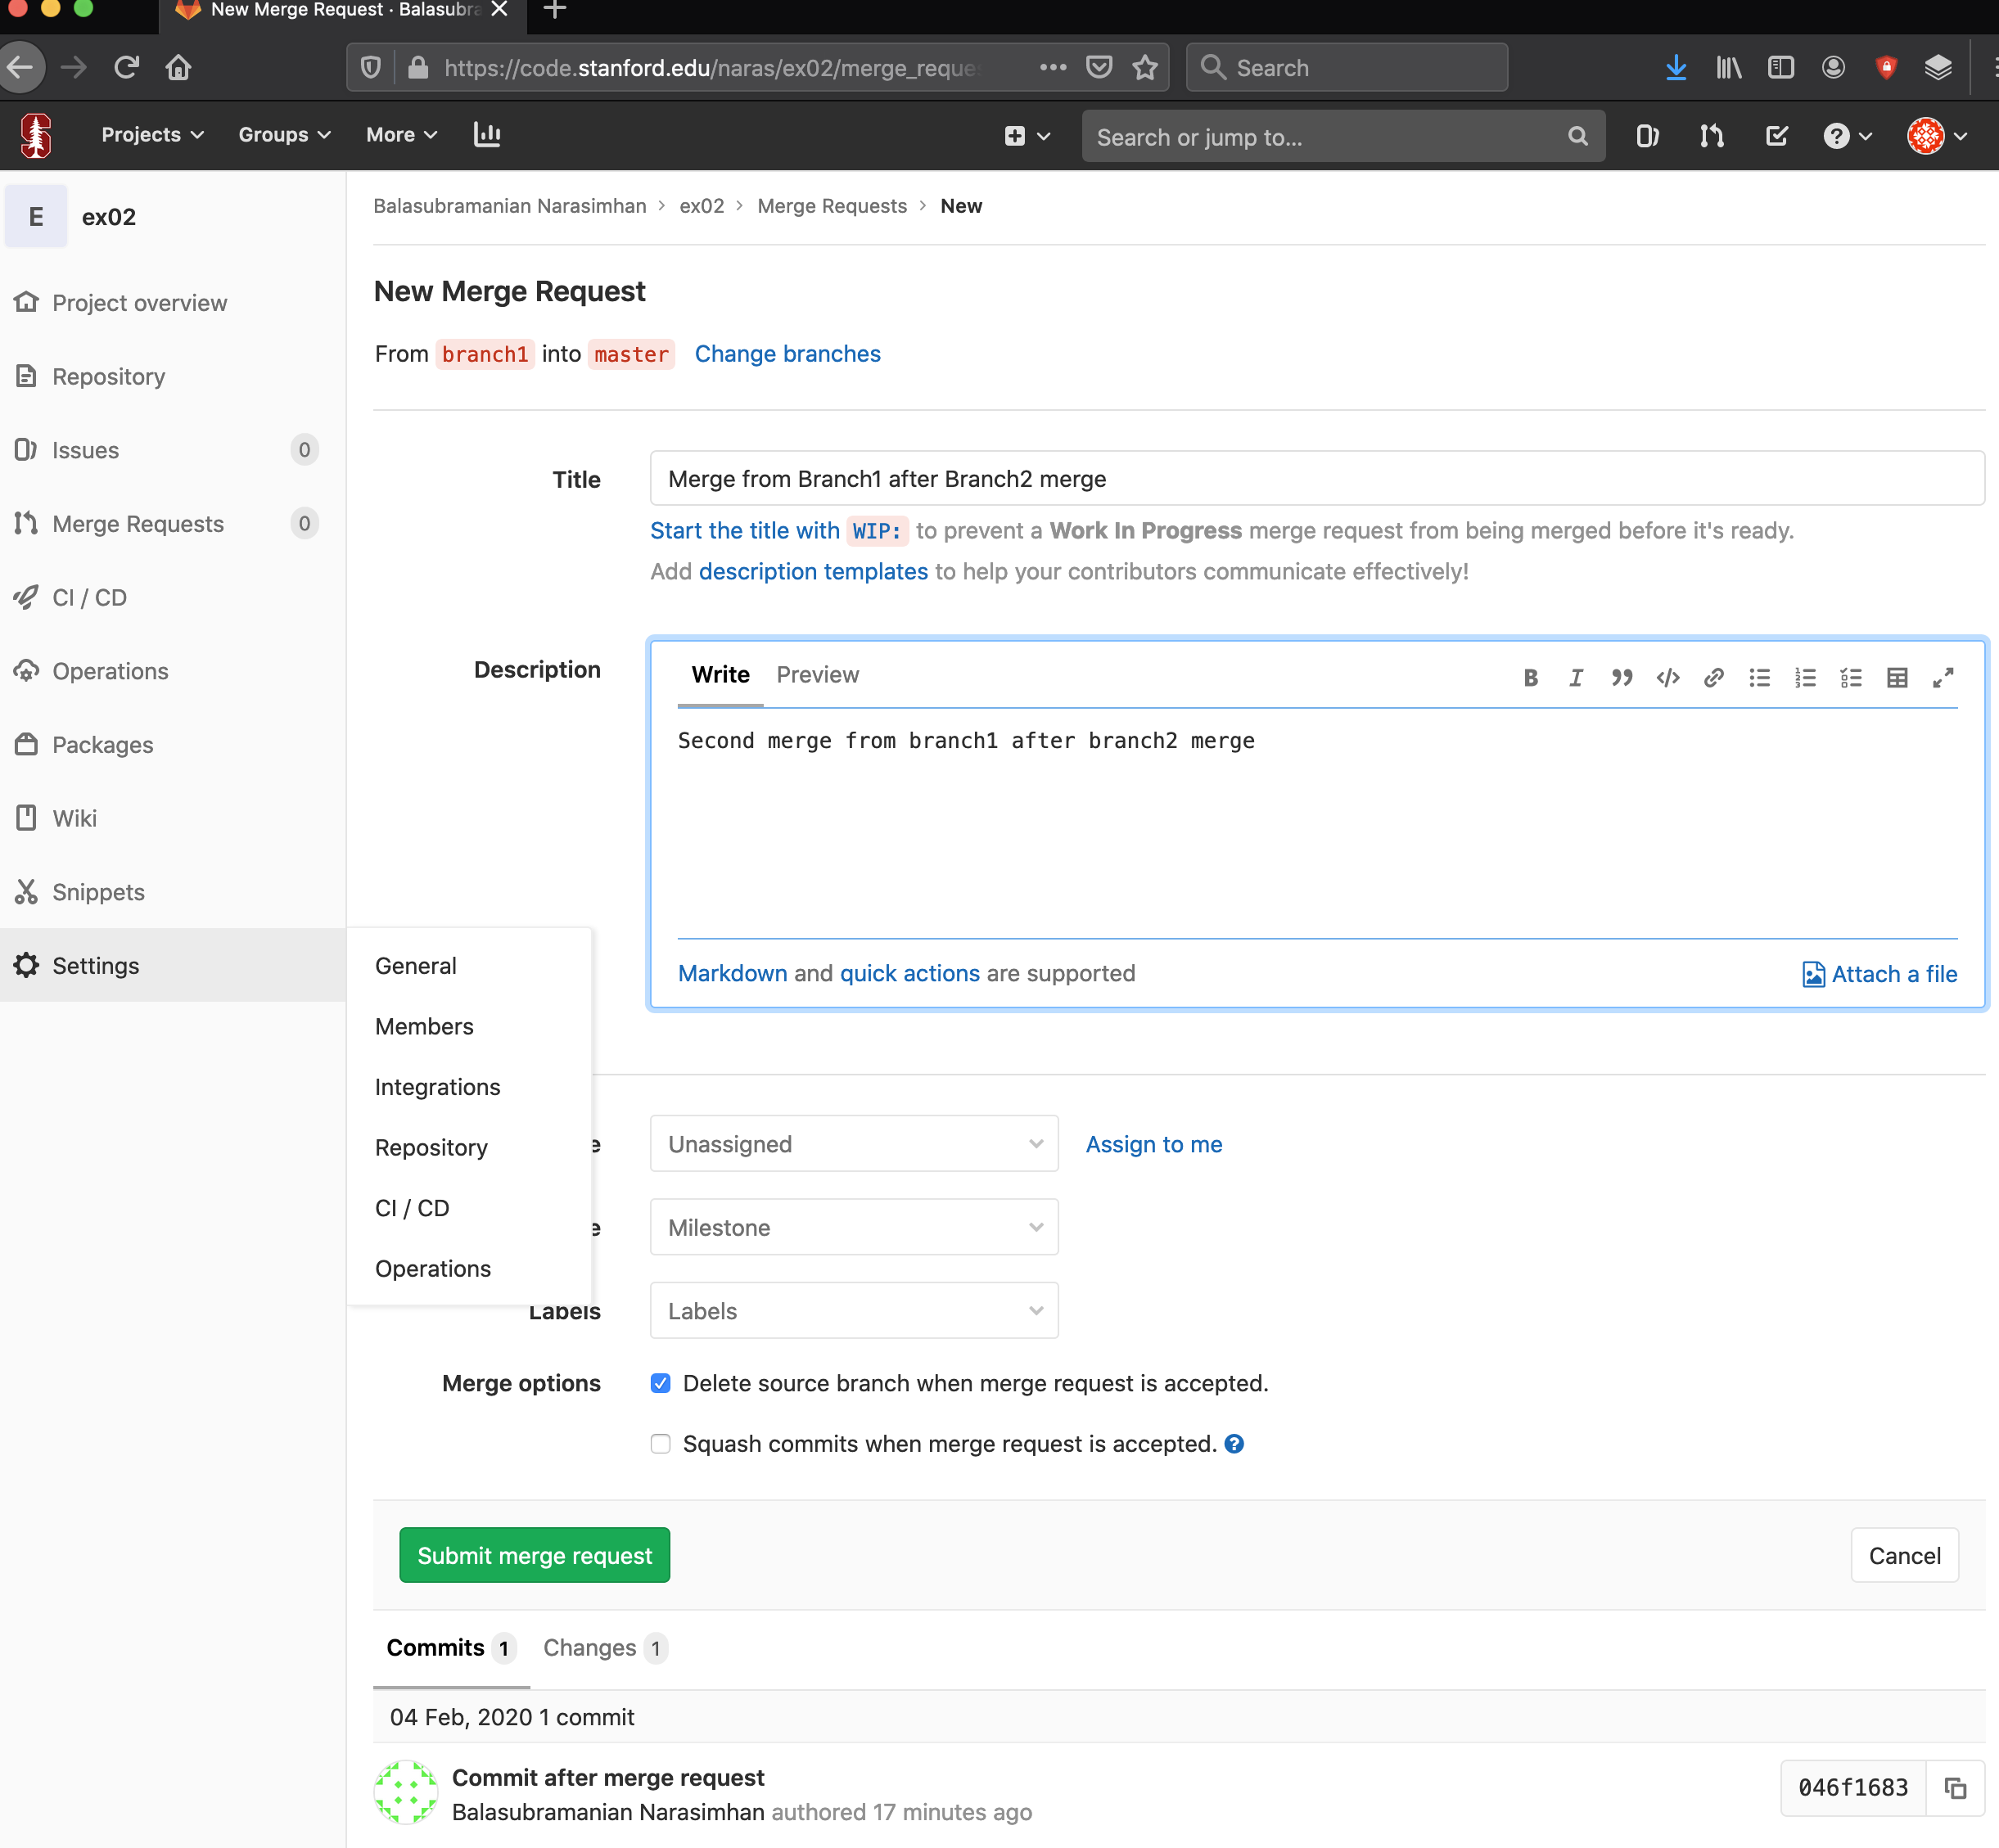 New Merge Request · Balasubra
https://code.stanford.edu/naras/ex02/merge_reques
Search
Projects
Groups
More
Search or jump to...
E
ex02
Project overview
Repository
Issues
0
Merge Requests
0
CI / CD
Operations
Packages
Wiki
Snippets
Settings
General
Members
Integrations
Repository
CI / CD
Operations
Balasubramanian Narasimhan > ex02 > Merge Requests > New
New Merge Request
From branch1 into master Change branches
Title
Merge from Branch1 after Branch2 merge
Start the title with WIP: to prevent a Work In Progress merge request from being merged before it's ready.
Add description templates to help your contributors communicate effectively!
Description
Write
Preview
Second merge from branch1 after branch2 merge
Markdown and quick actions are supported
Attach a file
e
Unassigned
Assign to me
e
Milestone
Labels
Labels
Merge options
Delete source branch when merge request is accepted.
Squash commits when merge request is accepted.
Submit merge request
Cancel
Commits 1
Changes 1
04 Feb, 2020 1 commit
Commit after merge request
Balasubramanian Narasimhan authored 17 minutes ago
046f1683